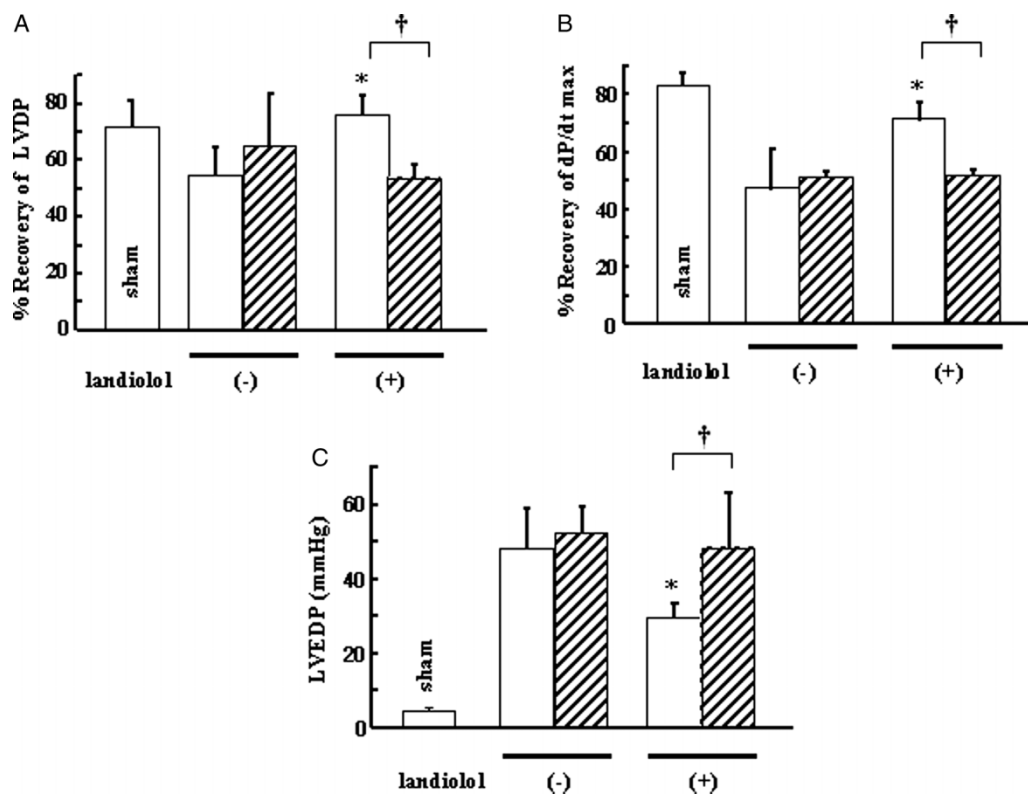 A
†
*
% Recovery of LVDP
80
60
40
20
0
sham
landiolol (-) (+)
B
†
*
% Recovery of dP/dt max
80
60
40
20
0
sham
landiolol (-) (+)
C
†
*
LVEDP (mmHg)
60
40
20
0
sham
landiolol (-) (+)